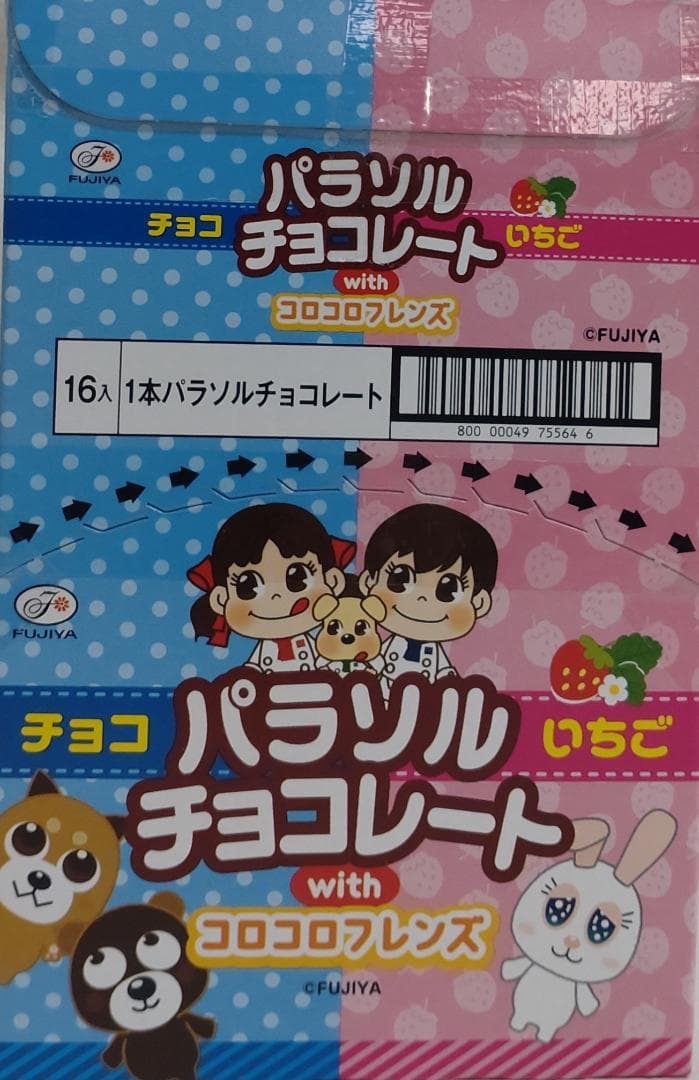 FUJIYA
パラソル
チョコ チョコレート いちご
with
コロコロフレンズ
©FUJIYA
16入 1本パラソルチョコレート
800 00049 75564 6
FUJIYA
パラソル
チョコ いちご
チョコレート
with
コロコロフレンズ
©FUJIYA